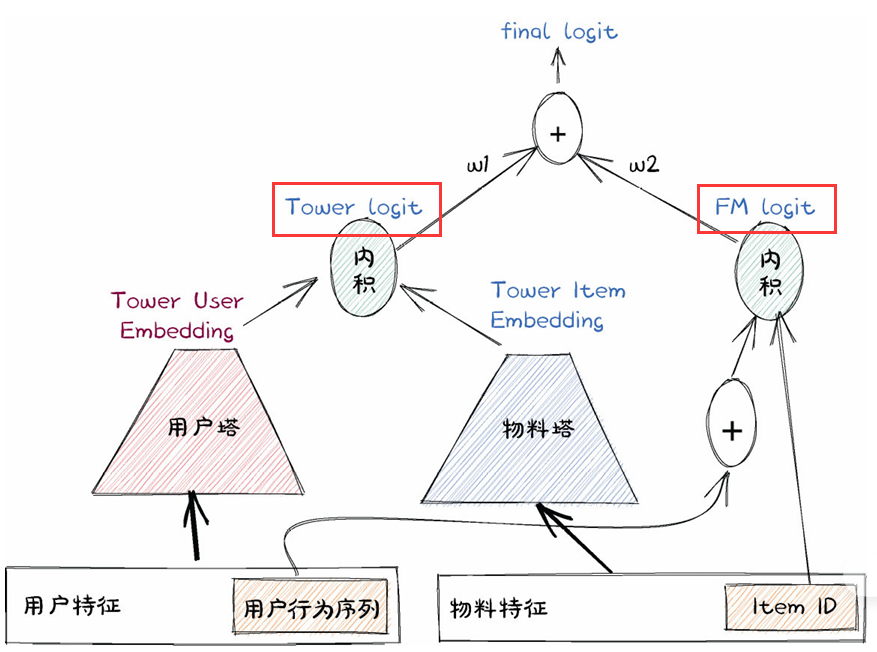 final logit
+
w1
w2
Tower logit
FM logit
内
积
内
积
Tower User
Embedding
Tower Item
Embedding
用户塔
物料塔
+
用户特征
用户行为序列
物料特征
Item ID